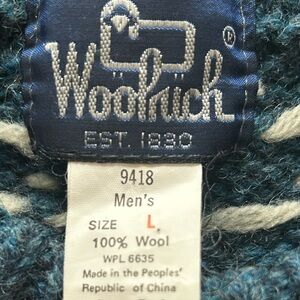 ®
Woolrich
EST. 1830
9418
Men's
SIZE L
100% Wool
WPL 6635
Made in the Peoples'
Republic of China